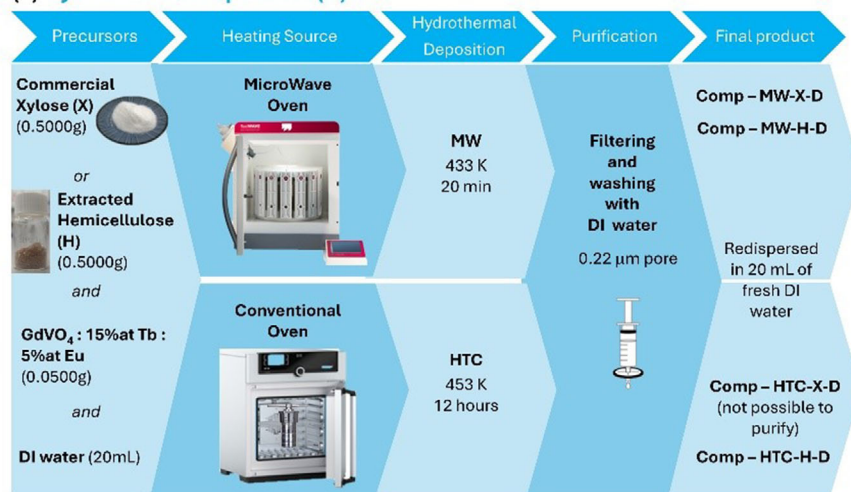 Precursors
Heating Source
Hydrothermal
Deposition
Purification
Final product
Commercial
Xylose (X)
(0.5000g)
or
Extracted
Hemicellulose
(H)
(0.5000g)
and
GdVO₄ : 15%at Tb :
5%at Eu
(0.0500g)
and
DI water (20mL)
MicroWave
Oven
Conventional
Oven
MW
433 K
20 min
HTC
453 K
12 hours
Filtering
and
washing
with
DI water
0.22 µm pore
Comp – MW-X-D
Comp – MW-H-D
Redispersed
in 20 mL of
fresh DI
water
Comp – HTC-X-D
(not possible to
purify)
Comp – HTC-H-D